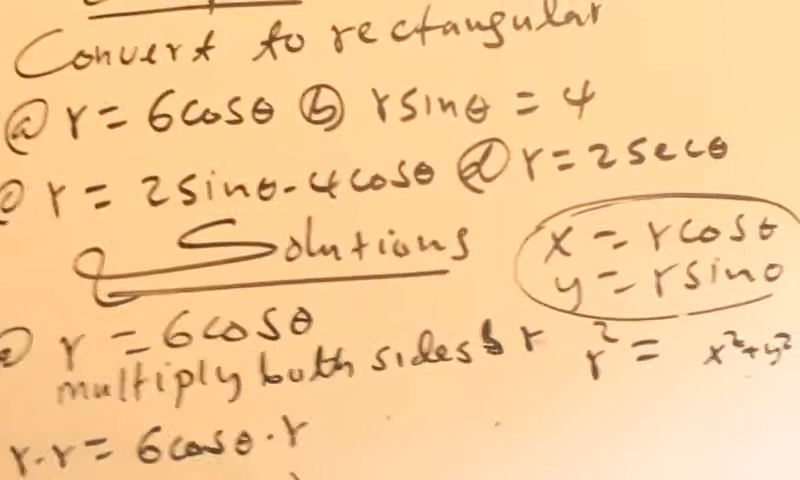 Convert to rectangular
ⓐ r = 6cosθ ⓑ rsinθ = 4
ⓒ r = 2sinθ - 4cosθ ⓓ r = 2secθ
Solutions
x = rcosθ
y = rsinθ
ⓐ r = 6cosθ
multiply both sides by r r² = x²+y²
r.r = 6cosθ.r